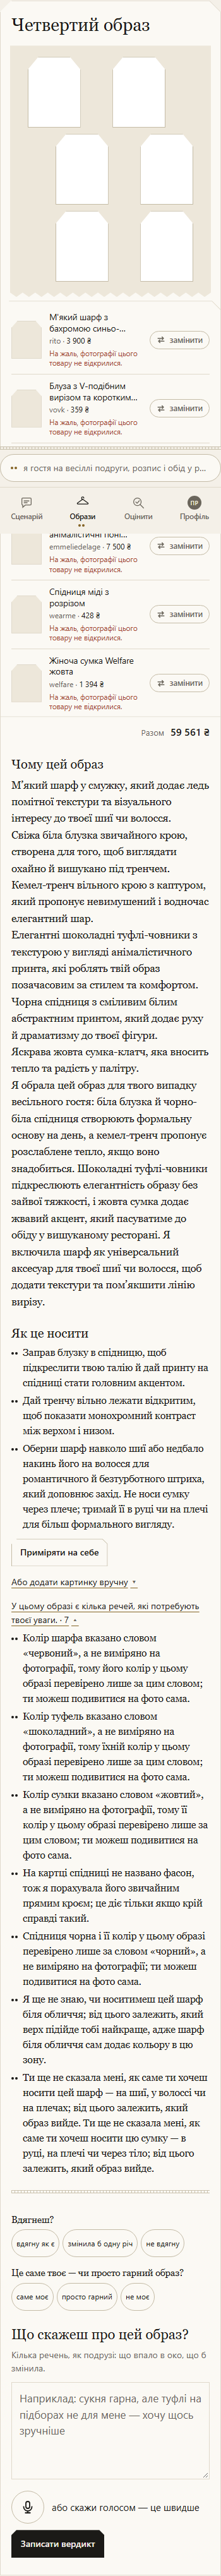 Четвертий образ
М'який шарф з
бахромою синьо-...
rito · 3 900 ₴
На жаль, фотографії цього
товару не відкрилися.
замінити
Блуза з V-подібним
вирізом та коротким...
vovk · 359 ₴
На жаль, фотографії цього
товару не відкрилися.
замінити
я гостя на весіллі подруги, розпис і обід у р...
Сценарій
Образи
Оцінити
ПР
Профіль
emmeliedelage · 7 500 ₴
На жаль, фотографії цього
товару не відкрилися.
замінити
Спідниця міді з
розрізом
wearme · 428 ₴
На жаль, фотографії цього
товару не відкрилися.
замінити
Жіноча сумка Welfare
жовта
welfare · 1 394 ₴
На жаль, фотографії цього
товару не відкрилися.
замінити
Разом 59 561 ₴
Чому цей образ
М'який шарф у смужку, який додає ледь
помітної текстури та візуального
інтересу до твоєї шиї чи волосся.
Свіжа біла блузка звичайного крою,
створена для того, щоб виглядати
охайно й вишукано під тренчем.
Кемел-тренч вільного крою з каптуром,
який пропонує невимушений і водночас
елегантний шар.
Елегантні шоколадні туфлі-човники з
текстурою у вигляді анімалістичного
принта, які роблять твій образ
позачасовим за стилем та комфортом.
Чорна спідниця з сміливим білим
абстрактним принтом, який додає руху
й драматизму до твоєї фігури.
Яскрава жовта сумка-клатч, яка вносить
тепло та радість у палітру.
Я обрала цей образ для твого випадку
весільного гостя: біла блузка й чорно-
біла спідниця створюють формальну
основу на день, а кемел-тренч пропонує
розслаблене тепло, якщо воно
знадобиться. Шоколадні туфлі-човники
підкреслюють елегантність образу без
зайвої тяжкості, і жовта сумка додає
жвавий акцент, який пасуватиме до
обіду у вишуканому ресторані. Я
включила шарф як універсальний
аксесуар для твоєї шиї чи волосся, щоб
додати текстури та пом'якшити лінію
вирізу.
Як це носити
Заправ блузку в спідницю, щоб
підкреслити твою талію й дай принту на
спідниці стати головним акцентом.
Дай тренчу вільно лежати відкритим,
щоб показати монохромний контраст
між верхом і низом.
Оберни шарф навколо шиї або недбало
накинь його на волосся для
романтичного й безтурботного штриха,
який доповнює захід. Не носи сумку
через плече; тримай її в руці чи на плечі
для більш формального вигляду.
Приміряти на себе
Або додати картинку вручну
У цьому образі є кілька речей, які потребують
твоєї уваги. · 7
Колір шарфа вказано словом
«червоний», а не виміряно на
фотографії, тому його колір у цьому
образі перевірено лише за цим словом;
ти можеш подивитися на фото сама.
Колір туфель вказано словом
«шоколадний», а не виміряно на
фотографії, тому їхній колір у цьому
образі перевірено лише за цим словом;
ти можеш подивитися на фото сама.
Колір сумки вказано словом «жовтий»,
а не виміряно на фотографії, тому її
колір у цьому образі перевірено лише за
цим словом; ти можеш подивитися на
фото сама.
На картці спідниці не названо фасон,
тож я порахувала його звичайним
прямим кроєм; це діє тільки якщо крій
справді такий.
Спідниця чорна і її колір у цьому образі
перевірено лише за словом «чорний», а
не виміряно на фотографії; ти можеш
подивитися на фото сама.
Я ще не знаю, чи носитимеш цей шарф
біля обличчя; від цього залежить, який
верх підійде тобі найкраще, адже шарф
біля обличчя сам додає кольору в цю
зону.
Ти ще не сказала мені, як саме ти хочеш
носити цей шарф — на шиї, у волоссі чи
на плечах; від цього залежить, який
образ вийде. Ти ще не сказала мені, як
саме ти хочеш носити цю сумку — в
руці, на плечі чи через тіло; від цього
залежить, який образ вийде.
Вдягнеш?
вдягну як є
змінила б одну річ
не вдягну
Це саме твоє — чи просто гарний образ?
саме моє
просто гарний
не моє
Що скажеш про цей образ?
Кілька речень, як подрузі: що впало в око, що б
змінила.
Наприклад: сукня гарна, але туфлі на
підборах не для мене — хочу щось
зручніше
або скажи голосом — це швидше
Записати вердикт